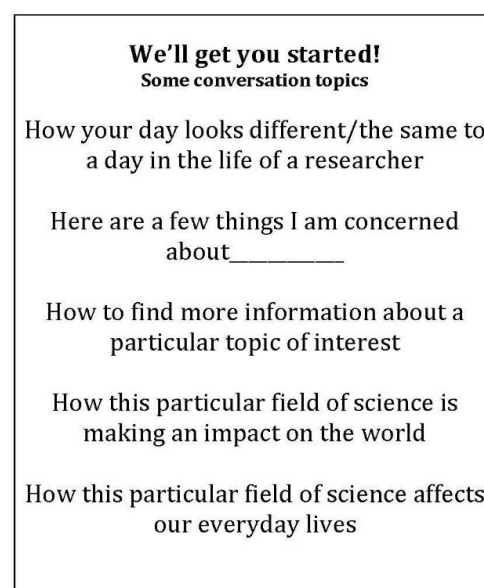 We’ll get you started!
Some conversation topics
How your day looks different/the same to
a day in the life of a researcher
Here are a few things I am concerned
about____________
How to find more information about a
particular topic of interest
How this particular field of science is
making an impact on the world
How this particular field of science affects
our everyday lives